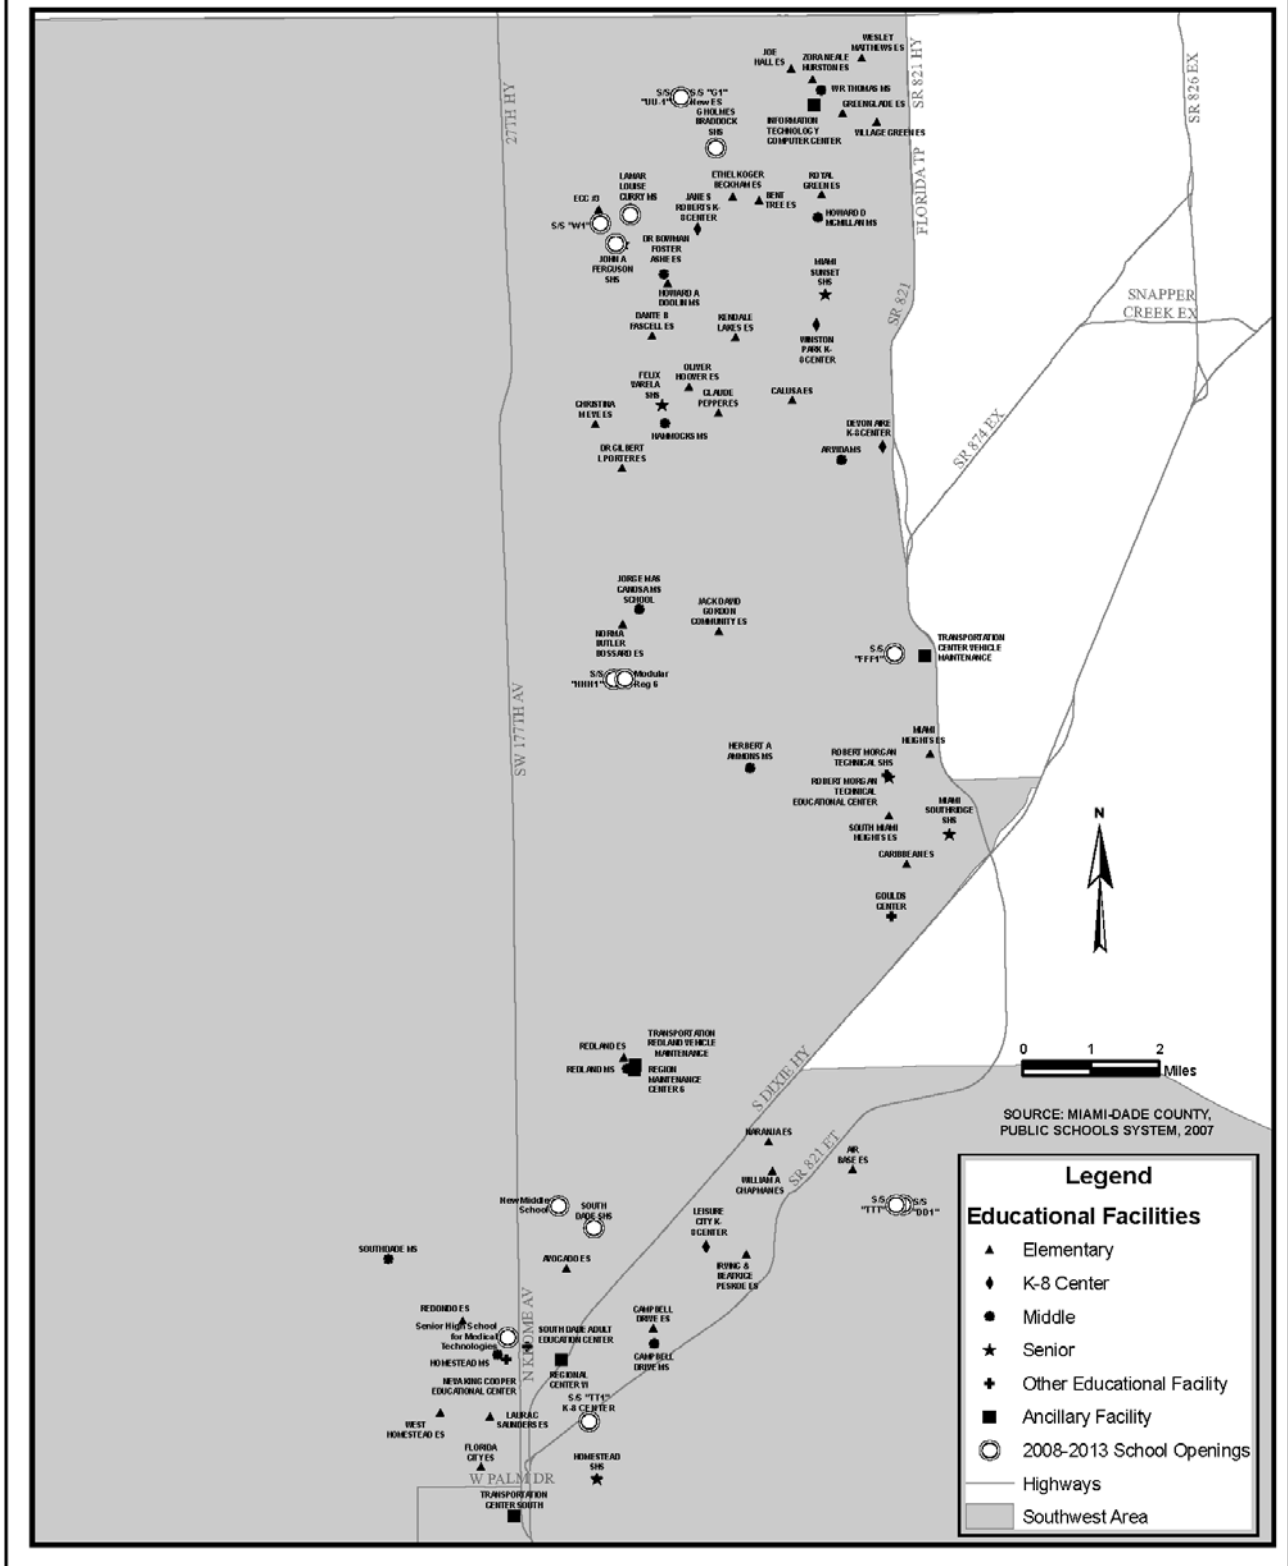 WESLEY
MATTHEWS ES
JOE
HALL ES
ZORA NEALE
HURSTON ES
W R THOMAS MS
GREENGLADE ES
VILLAGE GREEN ES
INFORMATION
TECHNOLOGY
COMPUTER CENTER
S/S
"UU-1"
S/S "G1"
New ES
G HOLMES
BRADDOCK
SHS
27TH HY
SR 821 HY
SR 826 EX
FLORIDA TP
LAMAR
LOUISE
CURRY MS
ECC #3
S/S "W1"
JOHN A
FERGUSON
SHS
ETHEL KOGER
BECKHAM ES
JANE S
ROBERTS K-
8 CENTER
BENT
TREE ES
ROYAL
GREEN ES
HOWARD D
MCMILLAN MS
DR BOWMAN
FOSTER
ASHE ES
HOWARD A
DOOLIN MS
MIAMI
SUNSET
SHS
DANTE B
FASCELL ES
KENDALE
LAKES ES
WINSTON
PARK K-
8 CENTER
SR 821
SNAPPER
CREEK EX
FELIX
VARELA
SHS
OLIVER
HOOVER ES
CLAUDE
PEPPER ES
CALUSA ES
CHRISTINA
M EVE ES
HAMMOCKS MS
DR GILBERT
L PORTER ES
DEVON AIRE
K-8 CENTER
ARVIDA MS
SR 874 EX
JORGE MAS
CANOSA MS
SCHOOL
NORMA
BUTLER
BOSSARD ES
JACK DAVID
GORDON
COMMUNITY ES
S/S
"HHH1"
Modular
Reg 6
S/S
"FFF1"
TRANSPORTATION
CENTER VEHICLE
MAINTENANCE
SW 177TH AV
HERBERT A
AMMONS MS
MIAMI
HEIGHTS ES
ROBERT MORGAN
TECHNICAL SHS
ROBERT MORGAN
TECHNICAL
EDUCATIONAL CENTER
MIAMI
SOUTHRIDGE
SHS
SOUTH MIAMI
HEIGHTS ES
CARIBBEAN ES
GOULDS
CENTER
N
REDLAND ES
REDLAND MS
TRANSPORTATION
REDLAND VEHICLE
MAINTENANCE
REGION
MAINTENANCE
CENTER 6
S DIXIE HY
0 1 2
Miles
SOURCE: MIAMI-DADE COUNTY,
PUBLIC SCHOOLS SYSTEM, 2007
NARANJA ES
WILLIAM A
CHAPMAN ES
SR 821 ET
AIR
BASE ES
S/S
"TTT"
S/S
"DD1"
New Middle
School
SOUTH
DADE SHS
LEISURE
CITY K-
8 CENTER
IRVING &
BEATRICE
PESKOE ES
SOUTHDADE MS
AVOCADO ES
REDONDO ES
Senior High School
for Medical
Technologies
HOMESTEAD MS
N KROME AV
SOUTH DADE ADULT
EDUCATION CENTER
REGIONAL
CENTER VI
CAMPBELL
DRIVE ES
CAMPBELL
DRIVE MS
NEVA KING COOPER
EDUCATIONAL CENTER
S/S "TT1"
K-8 CENTER
WEST
HOMESTEAD ES
LAURA C
SAUNDERS ES
FLORIDA
CITY ES
HOMESTEAD
SHS
W PALM DR
TRANSPORTATION
CENTER SOUTH
Legend
Educational Facilities
Elementary
K-8 Center
Middle
Senior
Other Educational Facility
Ancillary Facility
2008-2013 School Openings
Highways
Southwest Area